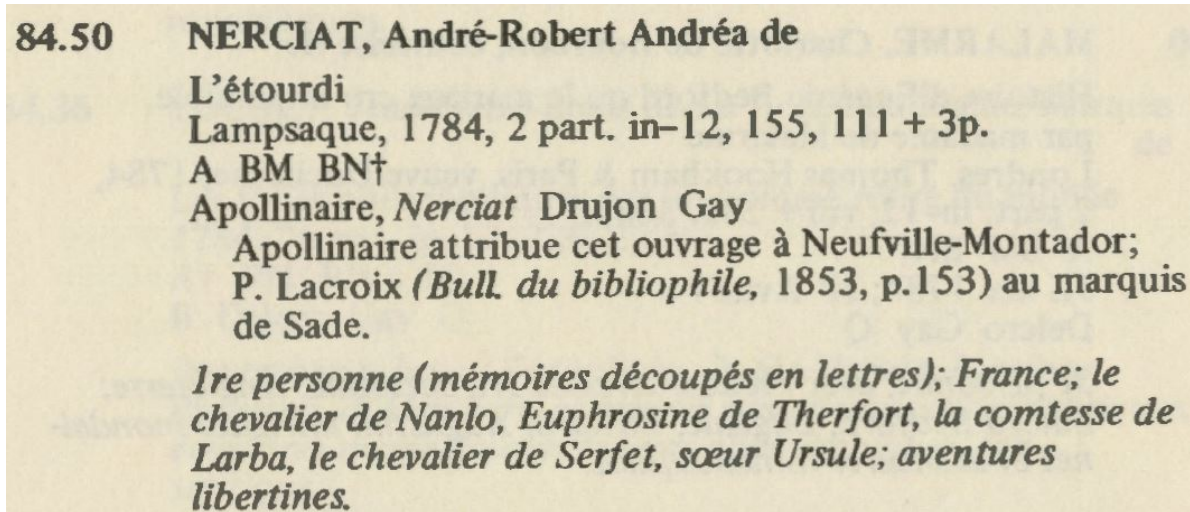 84.50 NERCIAT, André-Robert Andréa de
L'étourdi
Lampsaque, 1784, 2 part. in-12, 155, 111 + 3p.
A BM BN†
Apollinaire, Nerciat Drujon Gay
Apollinaire attribue cet ouvrage à Neufville-Montador;
P. Lacroix (Bull. du bibliophile, 1853, p.153) au marquis
de Sade.
1re personne (mémoires découpés en lettres); France; le
chevalier de Nanlo, Euphrosine de Therfort, la comtesse de
Larba, le chevalier de Serfet, sœur Ursule; aventures
libertines.